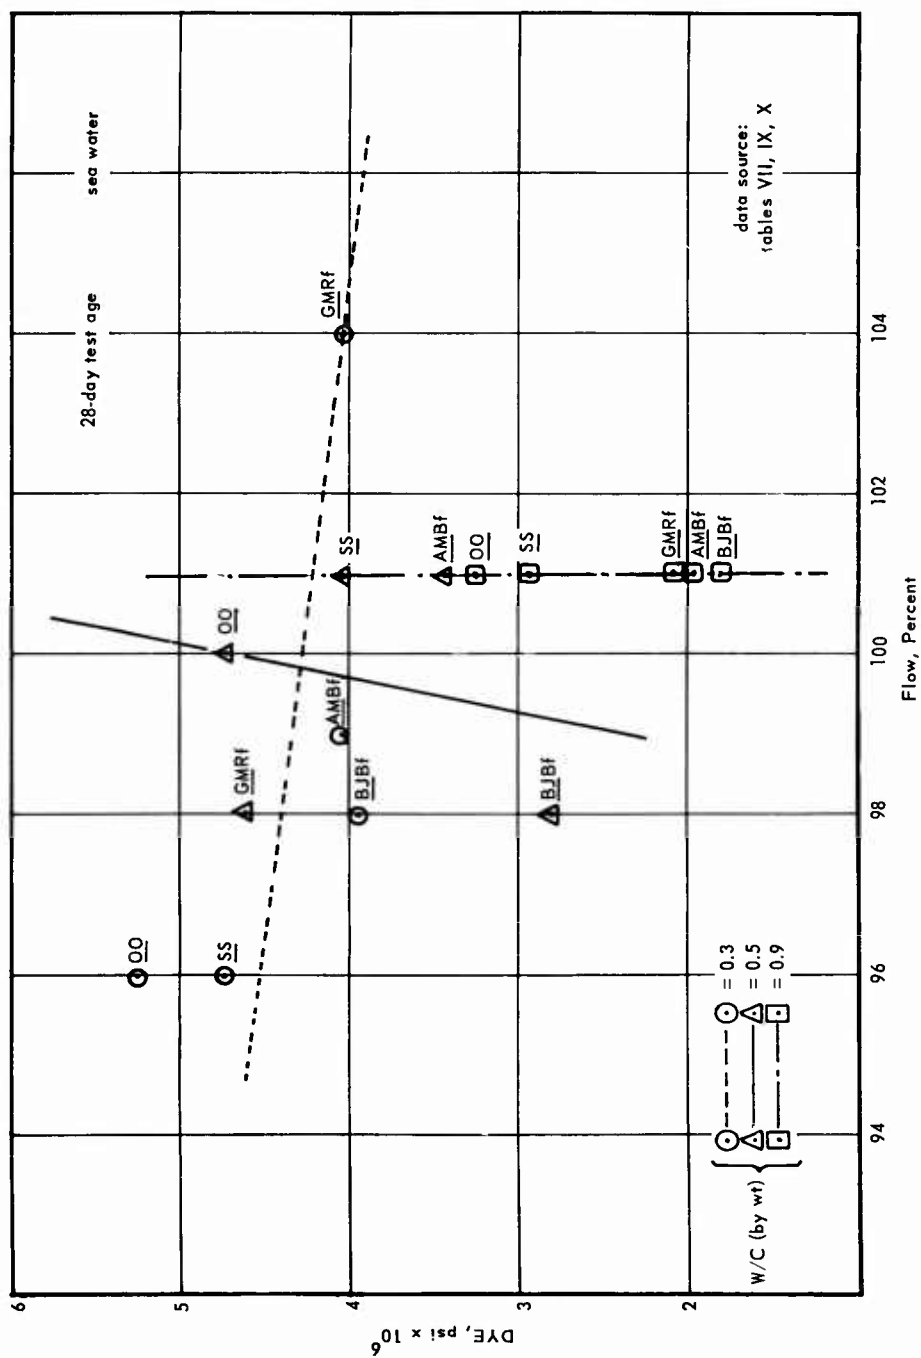 28-day test age sea water
6
5
4
3
2
DYE, psi x 10⁶
94
96
98
100
102
104
Flow, Percent
OO
SS
GMRf
BJBf
AMBf
OO
BJBf
SS
AMBf
OO
SS
GMRf
AMBf
BJBf
GMRf
W/C (by wt)
= 0.3
= 0.5
= 0.9
data source:
tables VII, IX, X